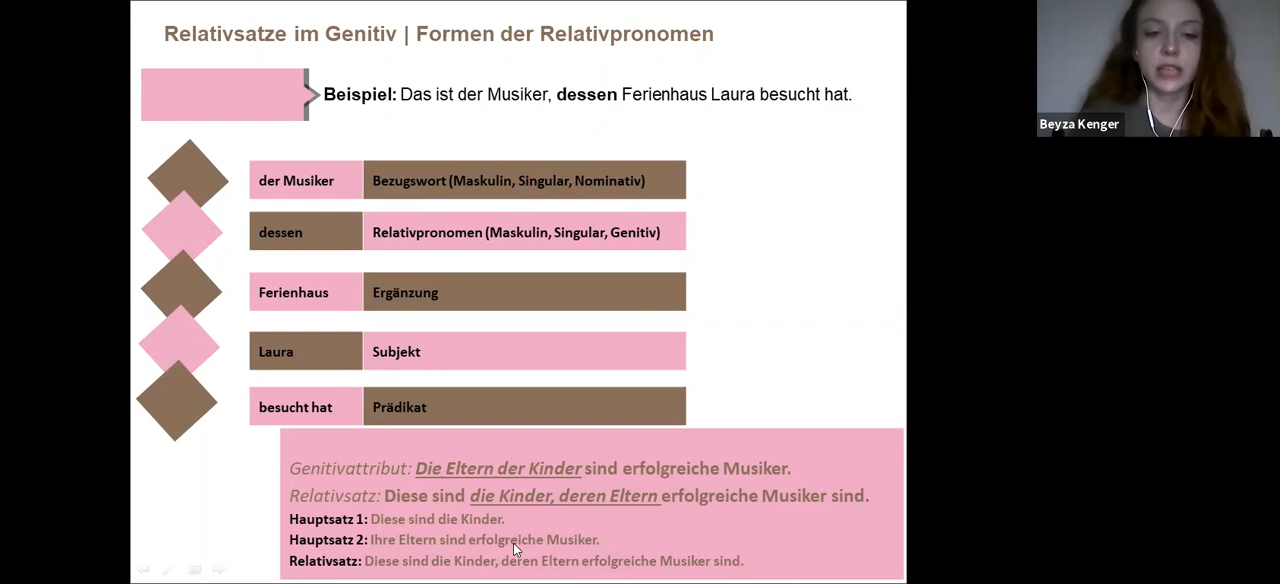 Relativsatze im Genitiv | Formen der Relativpronomen
Beispiel: Das ist der Musiker, dessen Ferienhaus Laura besucht hat.
Beyza Kenger
der Musiker Bezugswort (Maskulin, Singular, Nominativ)
dessen Relativpronomen (Maskulin, Singular, Genitiv)
Ferienhaus Ergänzung
Laura Subjekt
besucht hat Prädikat
Genitivattribut: Die Eltern der Kinder sind erfolgreiche Musiker.
Relativsatz: Diese sind die Kinder, deren Eltern erfolgreiche Musiker sind.
Hauptsatz 1: Diese sind die Kinder.
Hauptsatz 2: Ihre Eltern sind erfolgreiche Musiker.
Relativsatz: Diese sind die Kinder, deren Eltern erfolgreiche Musiker sind.